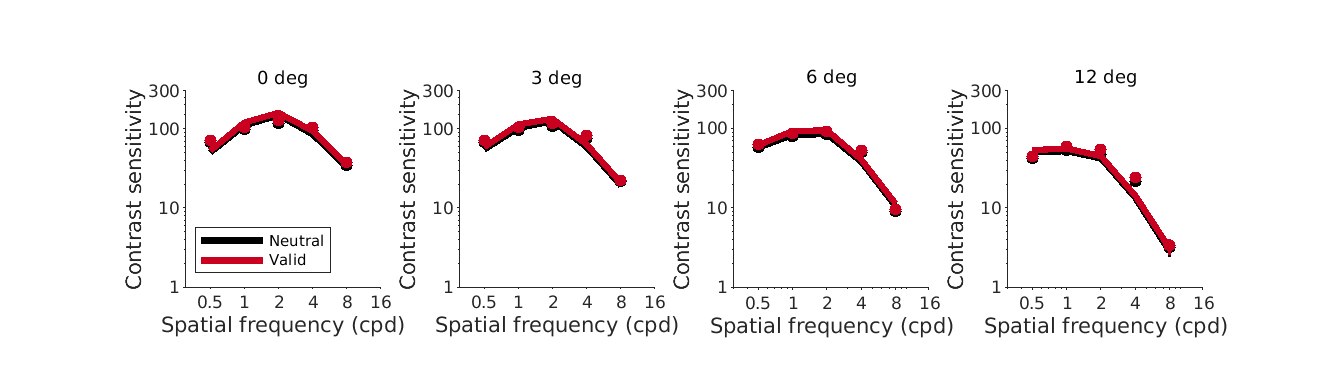 0 deg
300
100
10
1
Contrast sensitivity
Neutral
Valid
0.5 1 2 4 8 16
Spatial frequency (cpd)
3 deg
300
100
10
1
Contrast sensitivity
0.5 1 2 4 8 16
Spatial frequency (cpd)
6 deg
300
100
10
1
Contrast sensitivity
0.5 1 2 4 8 16
Spatial frequency (cpd)
12 deg
300
100
10
1
Contrast sensitivity
0.5 1 2 4 8 16
Spatial frequency (cpd)